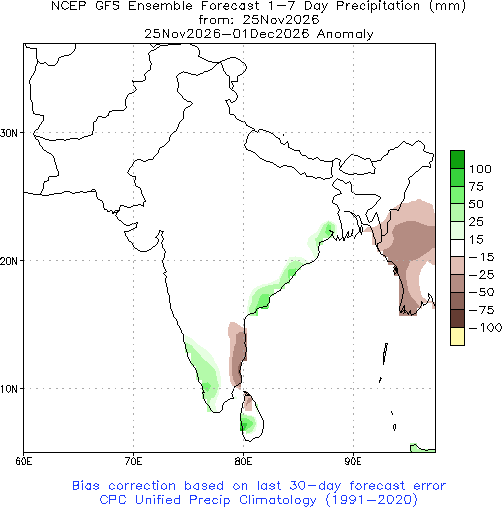 NCEP GFS Ensemble Forecast 1-7 Day Precipitation (mm)
from: 25Nov2026
25Nov2026-01Dec2026 Anomaly
30N
20N
10N
60E
70E
80E
90E
100
75
50
25
15
-15
-25
-50
-75
-100
Bias correction based on last 30-day forecast error
CPC Unified Precip Climatology (1991-2020)